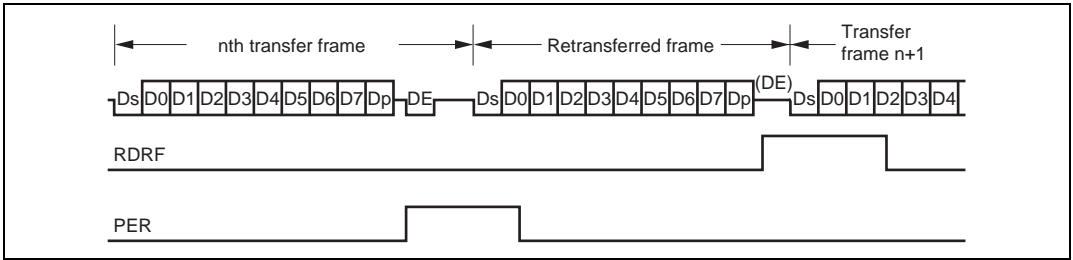 nth transfer frame Retransferred frame Transfer
frame n+1
(DE)
Ds D0 D1 D2 D3 D4 D5 D6 D7 Dp DE Ds D0 D1 D2 D3 D4 D5 D6 D7 Dp Ds D0 D1 D2 D3 D4
RDRF
PER